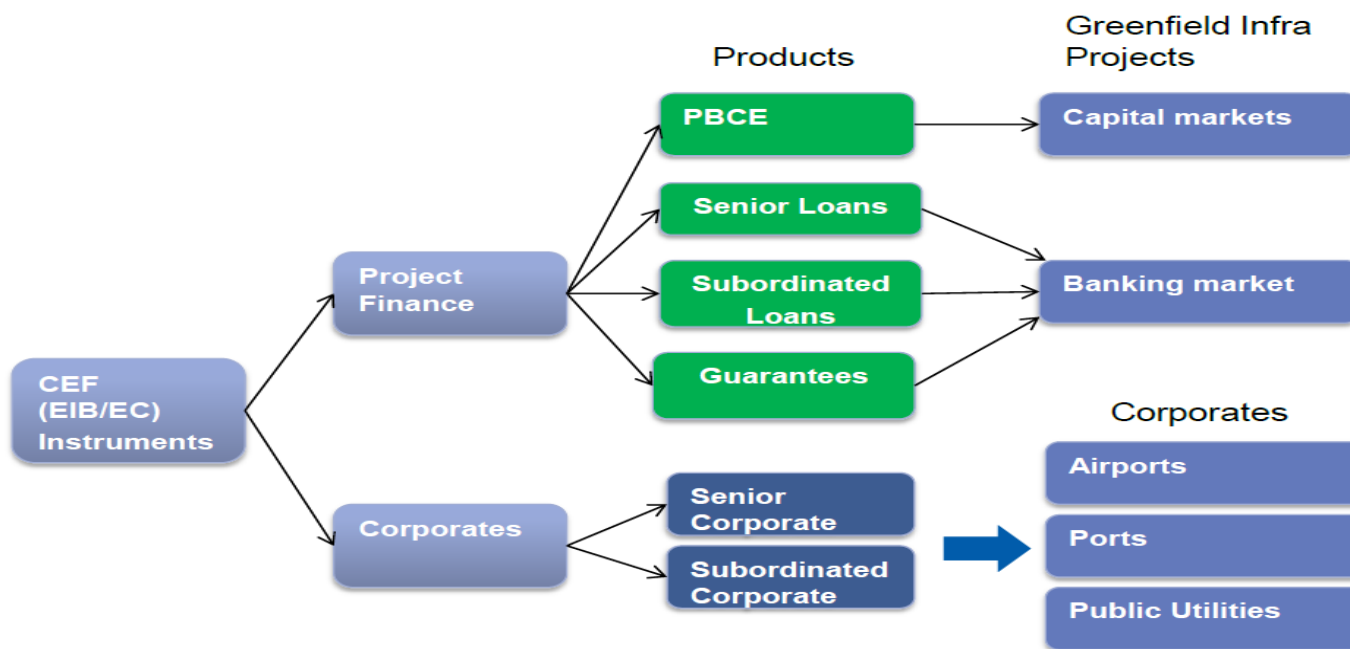 Greenfield Infra
Projects
Products
PBCE
Capital markets
Senior Loans
Project
Finance
Subordinated
Loans
Banking market
Guarantees
CEF
(EIB/EC)
Instruments
Corporates
Airports
Senior
Corporate
Corporates
Ports
Subordinated
Corporate
Public Utilities